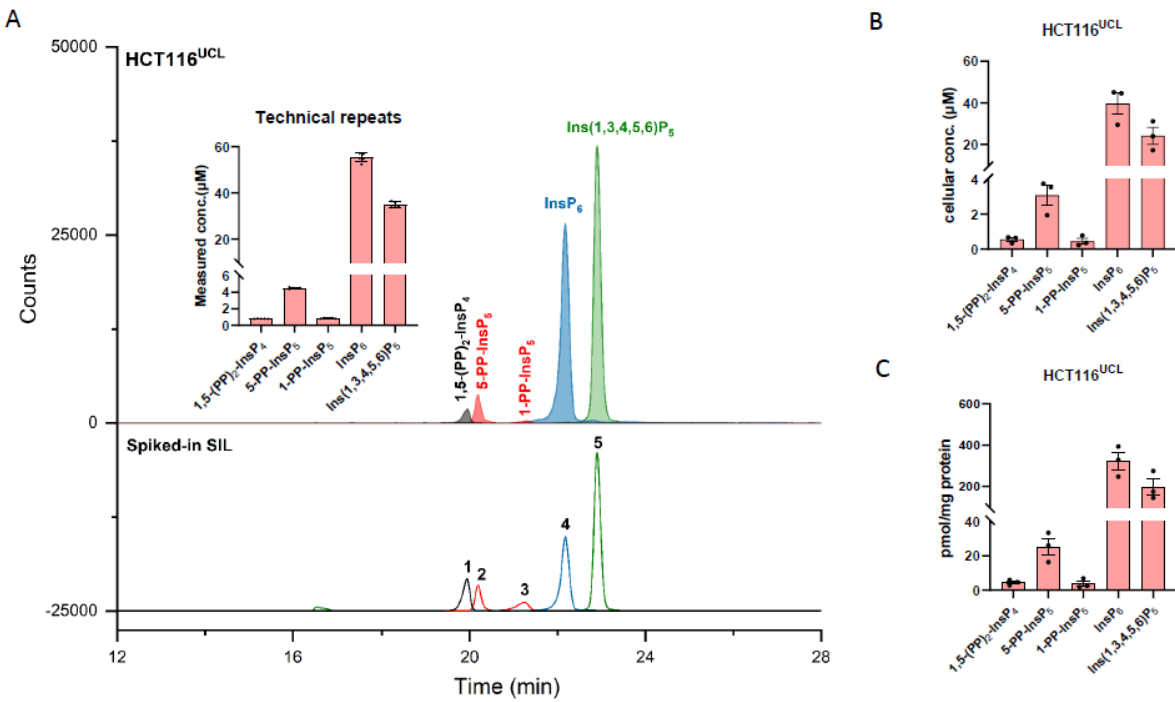 A
HCT116ᵁᶜᴸ
50000
25000
0
-25000
Counts
Technical repeats
Measured conc.(µM)
60
40
20
6
4
2
0
1,5-(PP)₂-InsP₄
5-PP-InsP₅
1-PP-InsP₅
InsP₆
Ins(1,3,4,5,6)P₅
1,5-(PP)₂-InsP₄
5-PP-InsP₅
1-PP-InsP₅
InsP₆
Ins(1,3,4,5,6)P₅
Spiked-in SIL
1
2
3
4
5
12
16
20
24
28
Time (min)
B
HCT116ᵁᶜᴸ
cellular conc. (µM)
60
40
20
4
2
0
1,5-(PP)₂-InsP₄
5-PP-InsP₅
1-PP-InsP₅
InsP₆
Ins(1,3,4,5,6)P₅
C
HCT116ᵁᶜᴸ
pmol/mg protein
600
400
200
40
20
0
1,5-(PP)₂-InsP₄
5-PP-InsP₅
1-PP-InsP₅
InsP₆
Ins(1,3,4,5,6)P₅